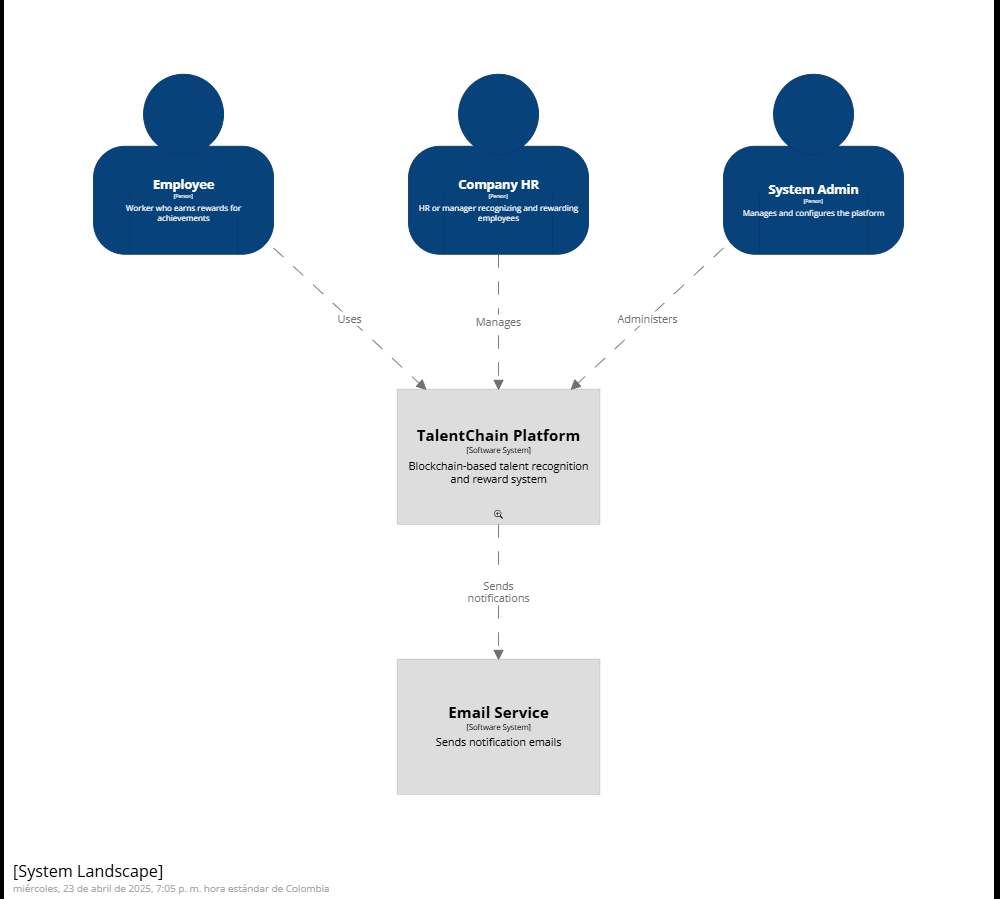 Employee
[Person]
Worker who earns rewards for
achievements
Company HR
[Person]
HR or manager recognizing and rewarding
employees
System Admin
[Person]
Manages and configures the platform
Uses
Manages
Administers
TalentChain Platform
[Software System]
Blockchain-based talent recognition
and reward system
Sends
notifications
Email Service
[Software System]
Sends notification emails
[System Landscape]
miércoles, 23 de abril de 2025, 7:05 p. m. hora estándar de Colombia